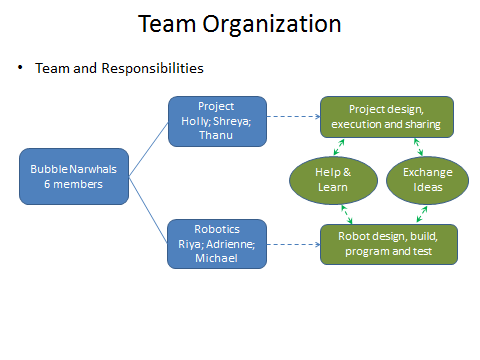 Team Organization
• Team and Responsibilities
Project
Holly; Shreya;
Thanu
Project design,
execution and sharing
Bubble Narwhals
6 members
Help &
Learn
Exchange
Ideas
Robotics
Riya; Adrienne;
Michael
Robot design, build,
program and test